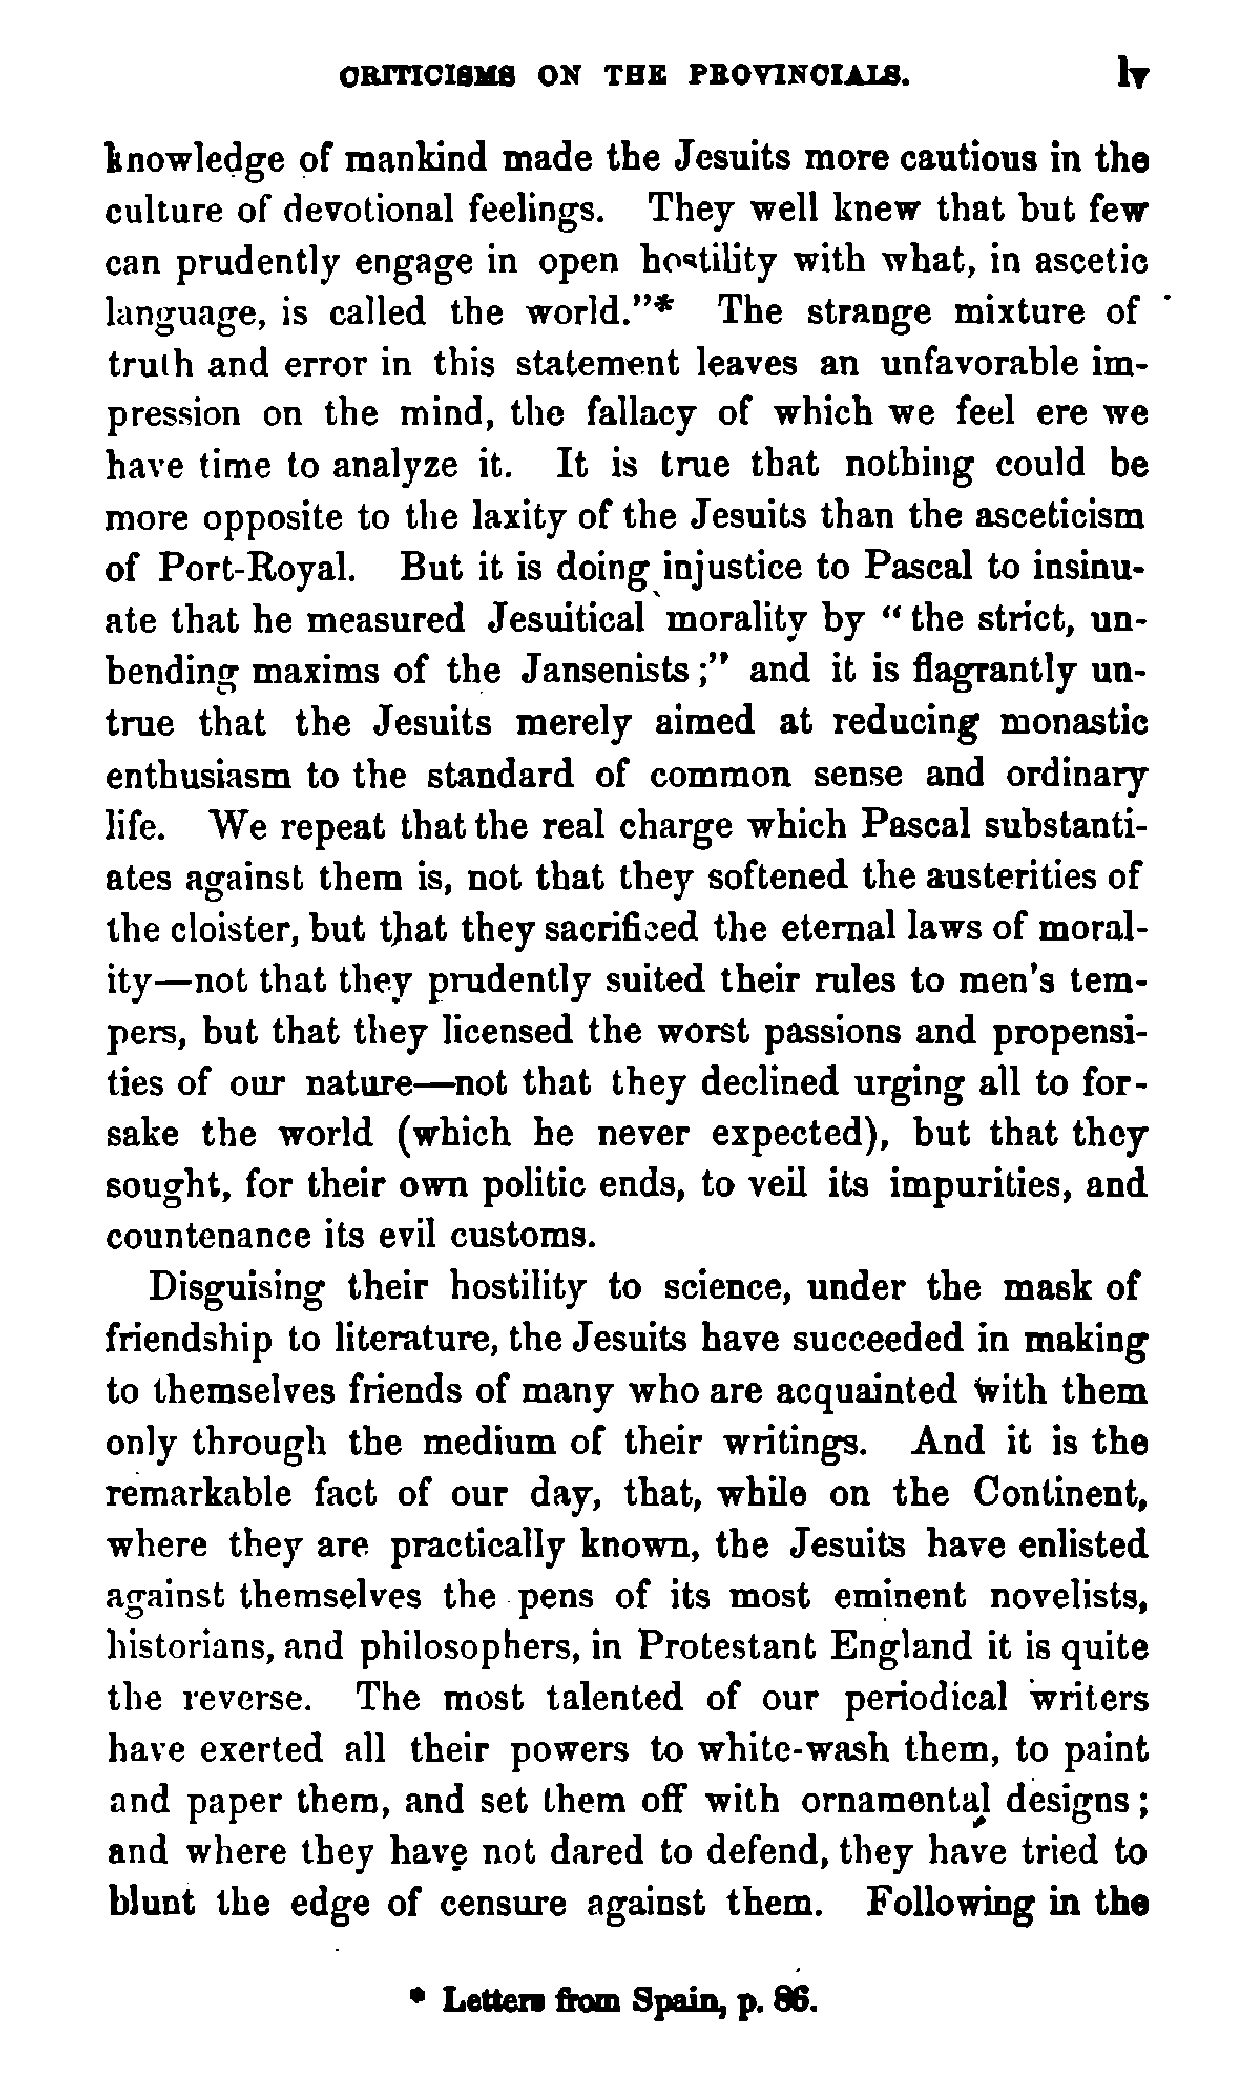 CRITICISMS ON THE PROVINCIALS. lv
knowledge of mankind made the Jesuits more cautious in the
culture of devotional feelings. They well knew that but few
can prudently engage in open hostility with what, in ascetic
language, is called the world."* The strange mixture of
truth and error in this statement leaves an unfavorable im-
pression on the mind, the fallacy of which we feel ere we
have time to analyze it. It is true that nothing could be
more opposite to the laxity of the Jesuits than the asceticism
of Port-Royal. But it is doing injustice to Pascal to insinu-
ate that he measured Jesuitical morality by "the strict, un-
bending maxims of the Jansenists;" and it is flagrantly un-
true that the Jesuits merely aimed at reducing monastic
enthusiasm to the standard of common sense and ordinary
life. We repeat that the real charge which Pascal substanti-
ates against them is, not that they softened the austerities of
the cloister, but that they sacrificed the eternal laws of moral-
ity—not that they prudently suited their rules to men's tem-
pers, but that they licensed the worst passions and propensi-
ties of our nature—not that they declined urging all to for-
sake the world (which he never expected), but that they
sought, for their own politic ends, to veil its impurities, and
countenance its evil customs.
Disguising their hostility to science, under the mask of
friendship to literature, the Jesuits have succeeded in making
to themselves friends of many who are acquainted with them
only through the medium of their writings. And it is the
remarkable fact of our day, that, while on the Continent,
where they are practically known, the Jesuits have enlisted
against themselves the pens of its most eminent novelists,
historians, and philosophers, in Protestant England it is quite
the reverse. The most talented of our periodical writers
have exerted all their powers to white-wash them, to paint
and paper them, and set them off with ornamental designs;
and where they have not dared to defend, they have tried to
blunt the edge of censure against them. Following in the
* Letters from Spain, p. 86.